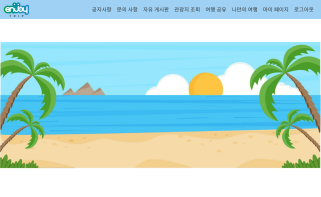 enjoy
TRIP
공지사항 문의 사항 자유 게시판 관광지 조회 여행 공유 나만의 여행 마이 페이지 로그아웃